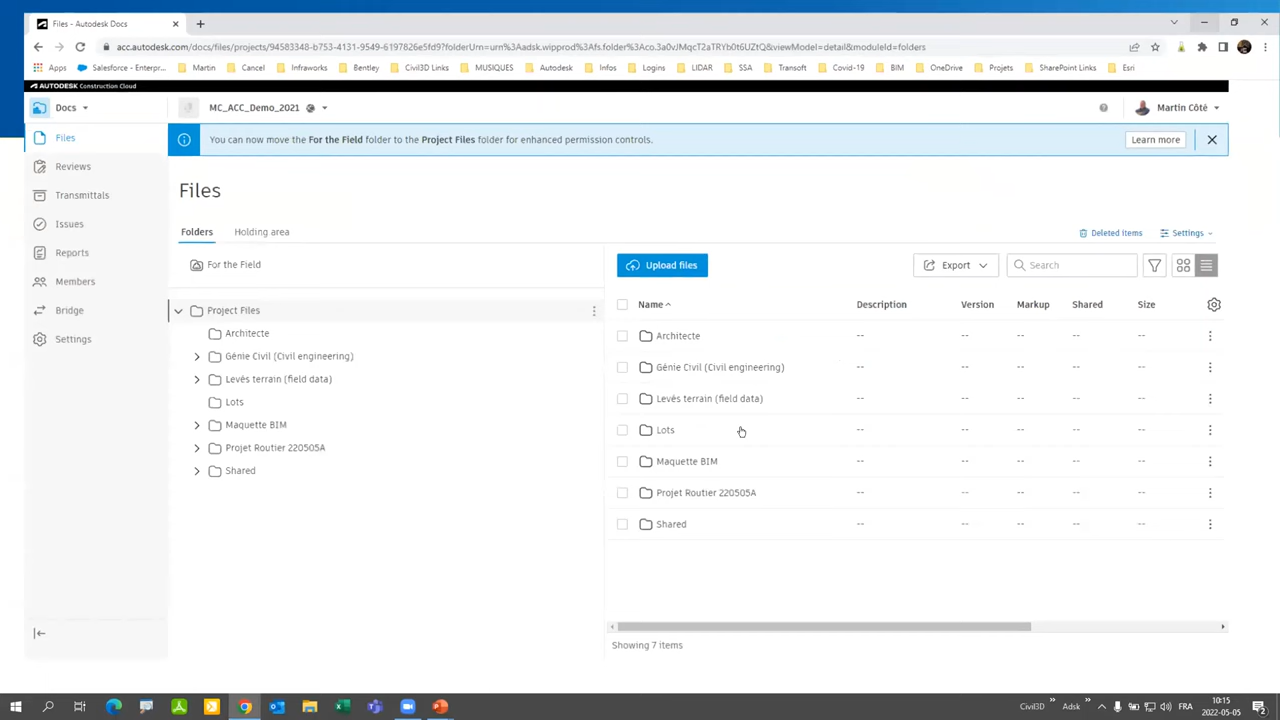 Files - Autodesk Docs
acc.autodesk.com/docs/files/projects/94583348-b753-4131-9549-6197826e5fd9?folderUrn=urn%3Aadsk.wipprod%3Afs.folder%3Aco.3a0vJMqcT2aTRYb0t6UZtQ&viewModel=detail&moduleId=folders
Apps Salesforce - Enterpr... Martin Cancel Infraworks Bentley Civil3D Links MUSIQUES Autodesk Infos Logins LIDAR SSA Transoft Covid-19 BIM OneDrive Projets SharePoint Links Esri
AUTODESK Construction Cloud
Docs MC_ACC_Demo_2021 Martin Côté
Files
You can now move the For the Field folder to the Project Files folder for enhanced permission controls. Learn more
Reviews
Transmittals
Issues
Reports
Members
Bridge
Settings
Files
Folders Holding area Deleted items Settings
For the Field
Project Files
Architecte
Génie Civil (Civil engineering)
Levés terrain (field data)
Lots
Maquette BIM
Projet Routier 220505A
Shared
Upload files Export Search
Name Description Version Markup Shared Size
Architecte -- -- -- -- --
Génie Civil (Civil engineering) -- -- -- -- --
Levés terrain (field data) -- -- -- -- --
Lots -- -- -- -- --
Maquette BIM -- -- -- -- --
Projet Routier 220505A -- -- -- -- --
Shared -- -- -- -- --
Showing 7 items
Civil3D Adsk FRA 10:15
2022-05-05 2